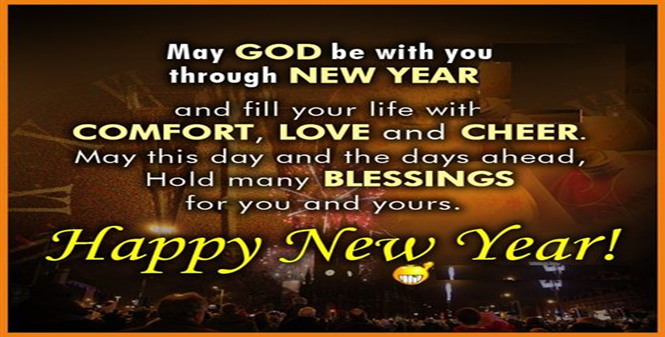 May GOD be with you
through NEW YEAR
and fill your life with
COMFORT, LOVE and CHEER.
May this day and the days ahead,
Hold many BLESSINGS
for you and yours.
Happy New Year!